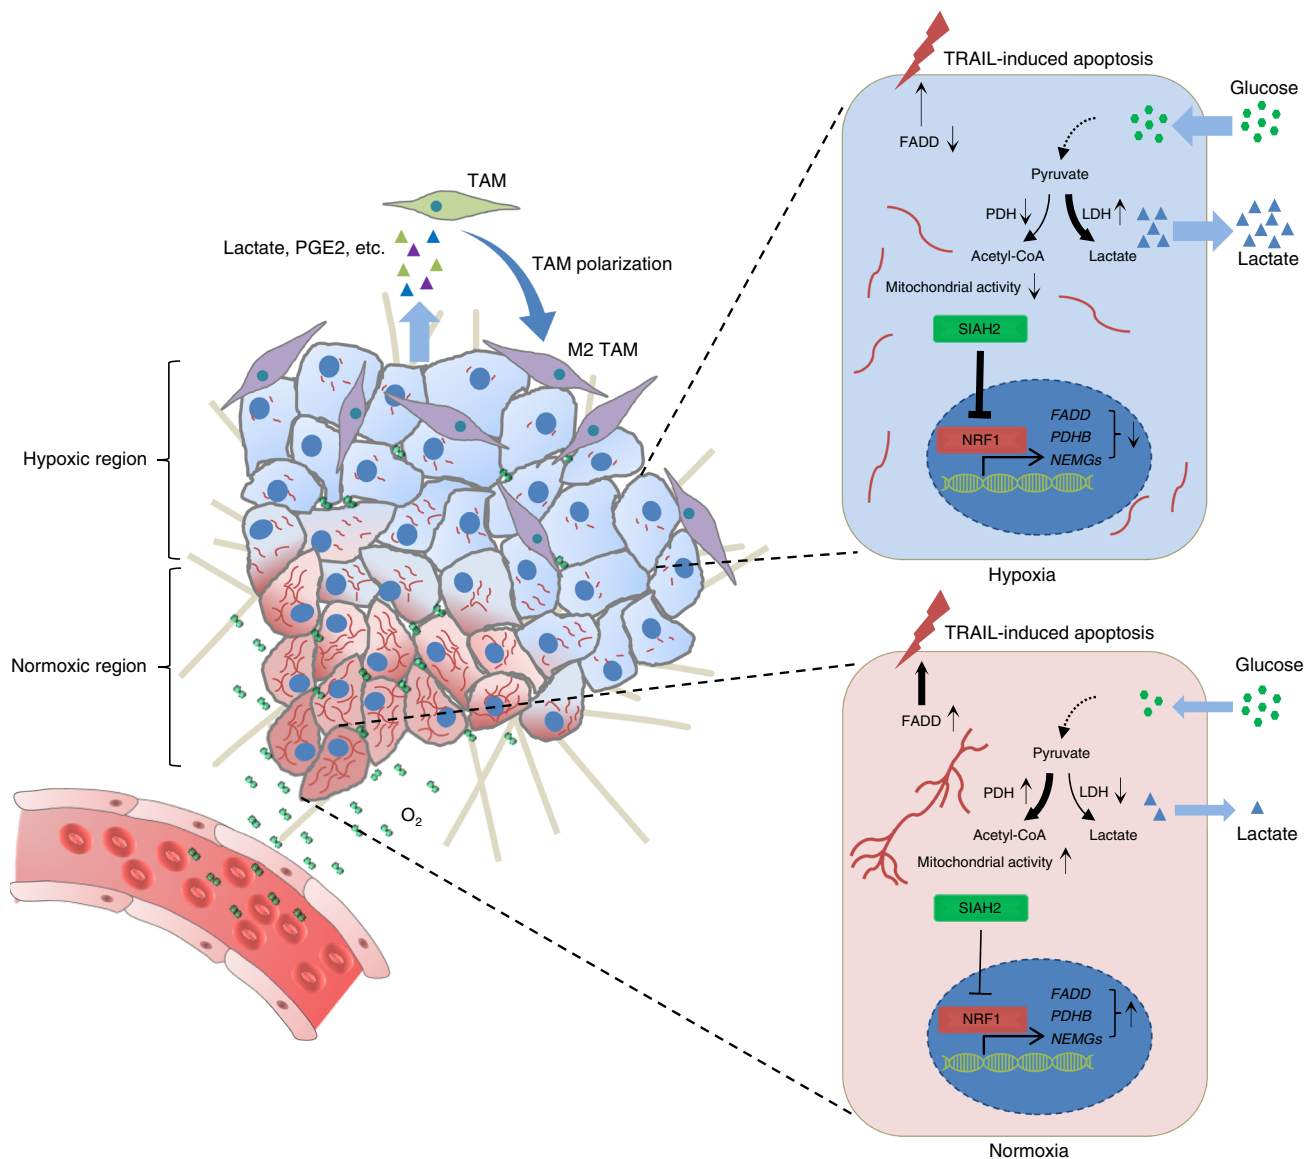 TAM
Lactate, PGE2, etc.
TAM polarization
M2 TAM
Hypoxic region
Normoxic region
O2
TRAIL-induced apoptosis
Glucose
FADD
Pyruvate
PDH
LDH
Acetyl-CoA
Lactate
Lactate
Mitochondrial activity
SIAH2
FADD
NRF1
PDHB
NEMGs
Hypoxia
TRAIL-induced apoptosis
Glucose
FADD
Pyruvate
PDH
LDH
Acetyl-CoA
Lactate
Lactate
Mitochondrial activity
SIAH2
FADD
NRF1
PDHB
NEMGs
Normoxia